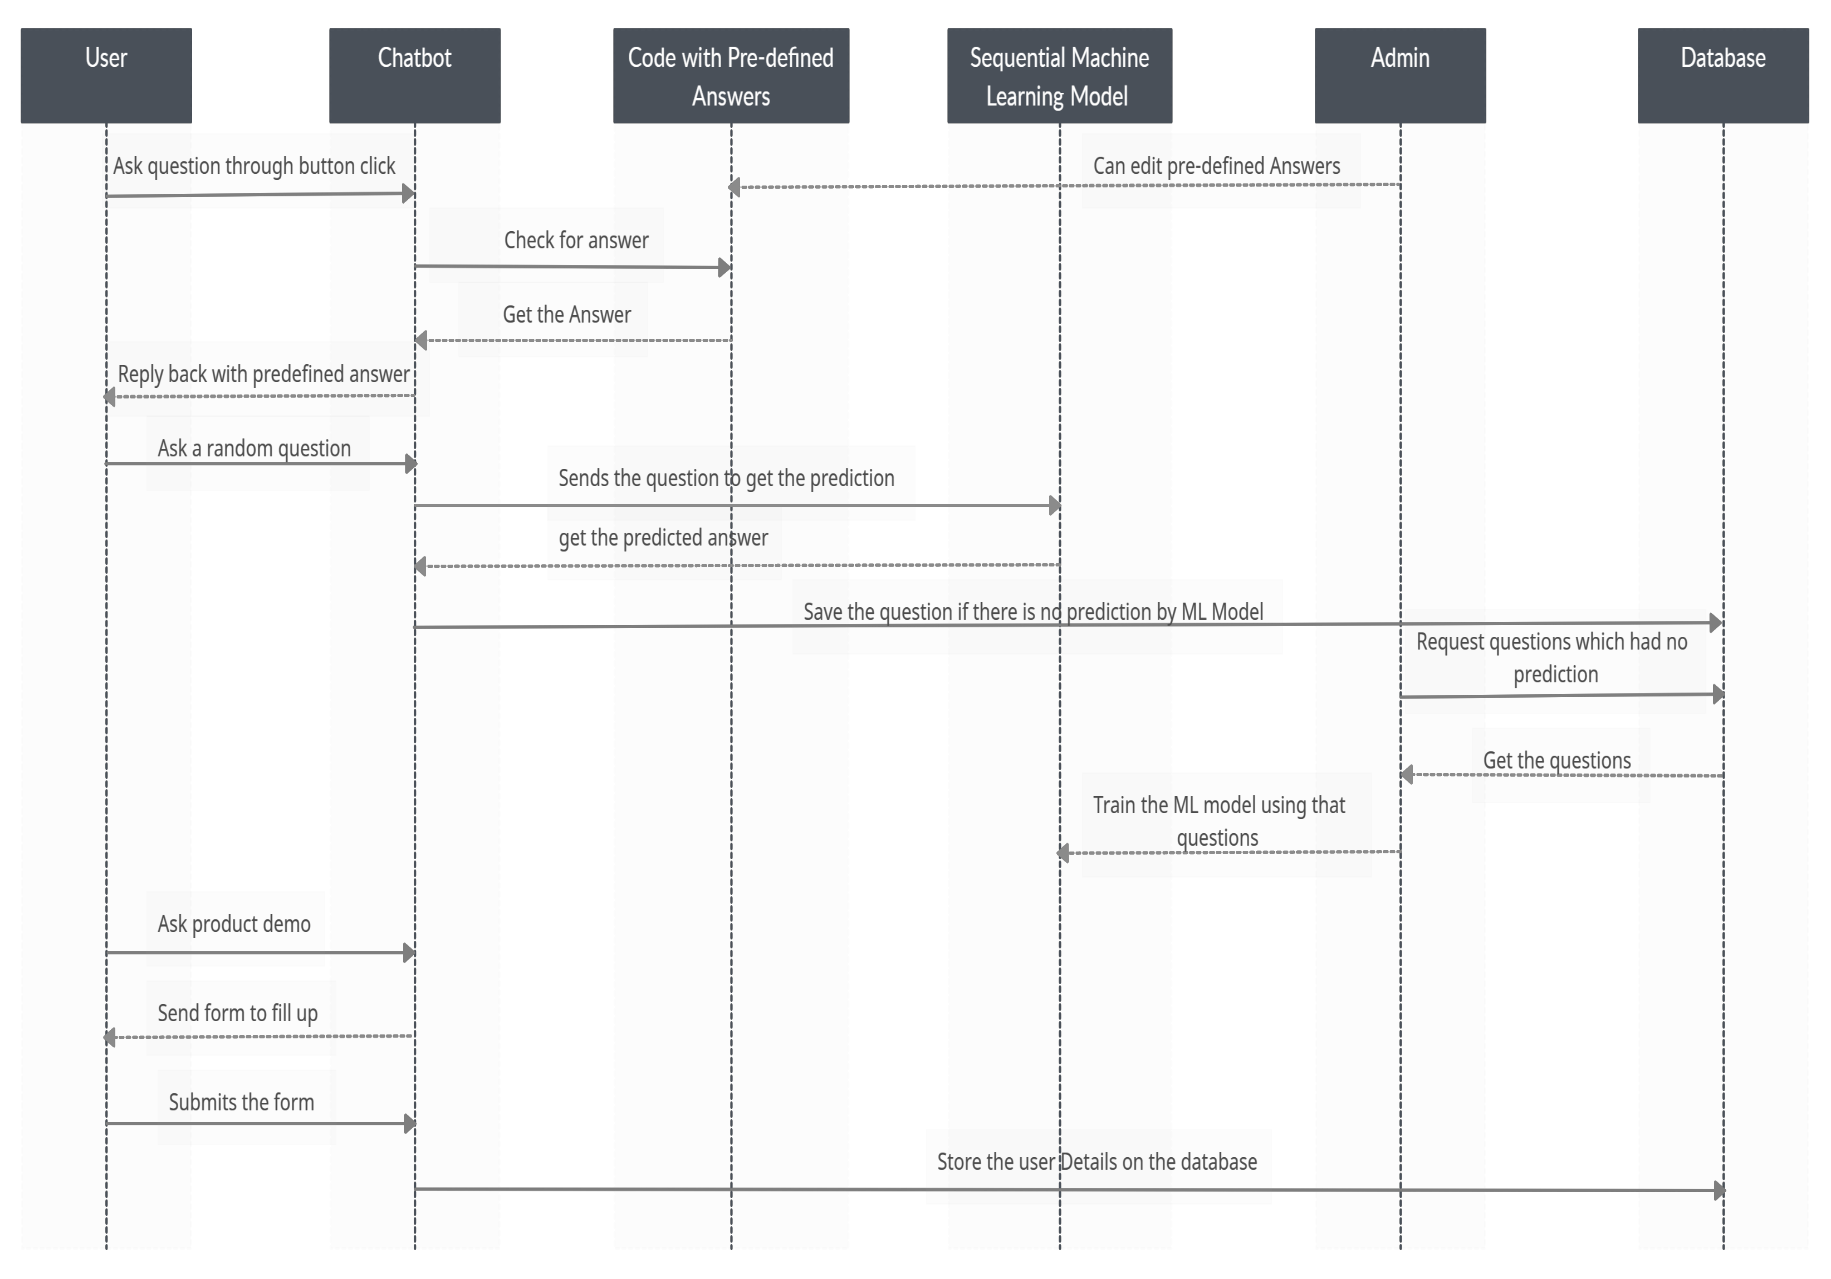 User
Chatbot
Code with Pre-defined
Answers
Sequential Machine
Learning Model
Admin
Database
Ask question through button click
Can edit pre-defined Answers
Check for answer
Get the Answer
Reply back with predefined answer
Ask a random question
Sends the question to get the prediction
get the predicted answer
Save the question if there is no prediction by ML Model
Request questions which had no
prediction
Get the questions
Train the ML model using that
questions
Ask product demo
Send form to fill up
Submits the form
Store the user Details on the database